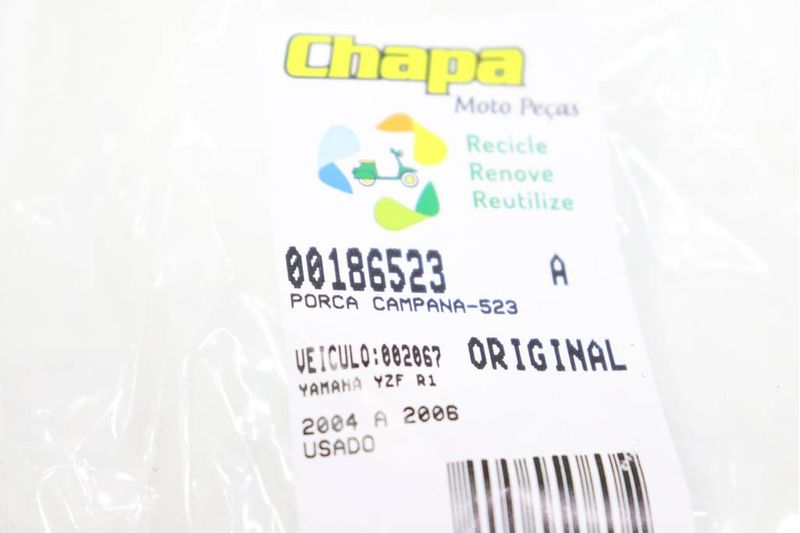 Chapa
Moto Peças
Recicle
Renove
Reutilize
00186523 A
PORCA CAMPANA-523
VEICULO:002067 ORIGINAL
YAMAHA YZF R1
2004 A 2006
USADO